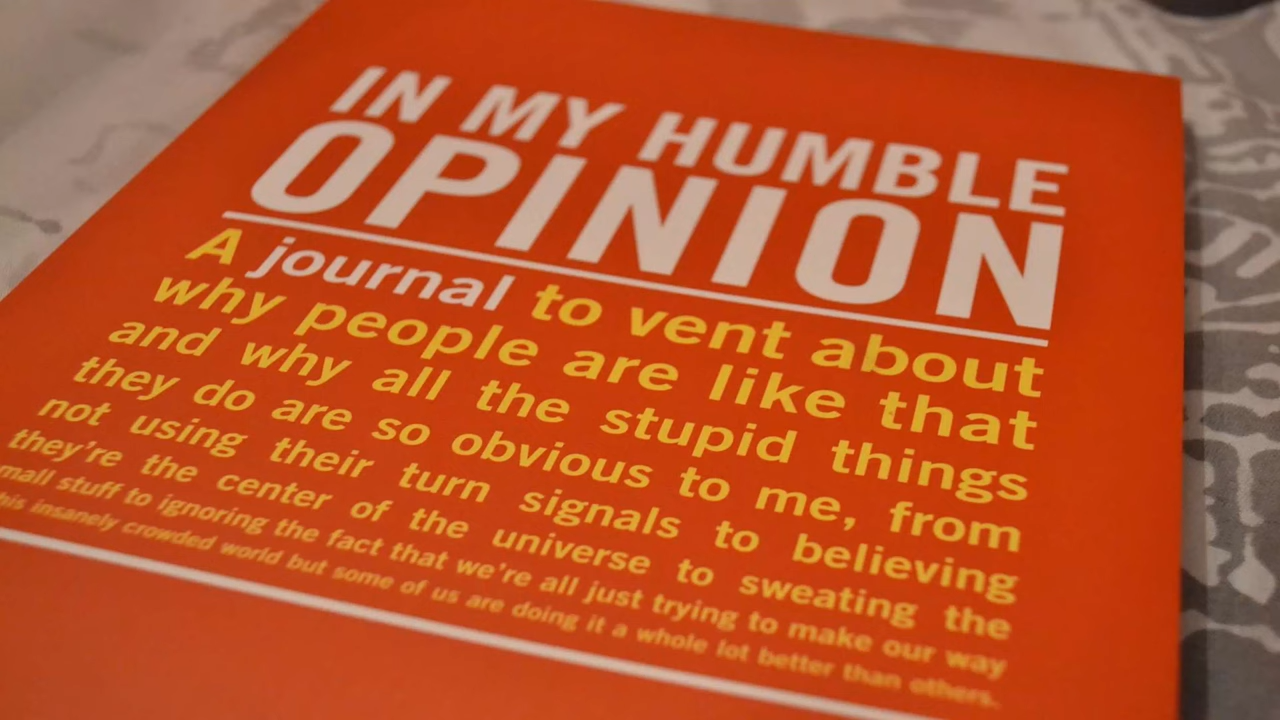 IN MY HUMBLE
OPINION
A journal to vent about
why people are like that
and why all the stupid things
they do are so obvious to me, from
not using their turn signals to believing
they're the center of the universe to sweating the
mall stuff to ignoring the fact that we're all just trying to make our way
his insanely crowded world but some of us are doing it a whole lot better than others.